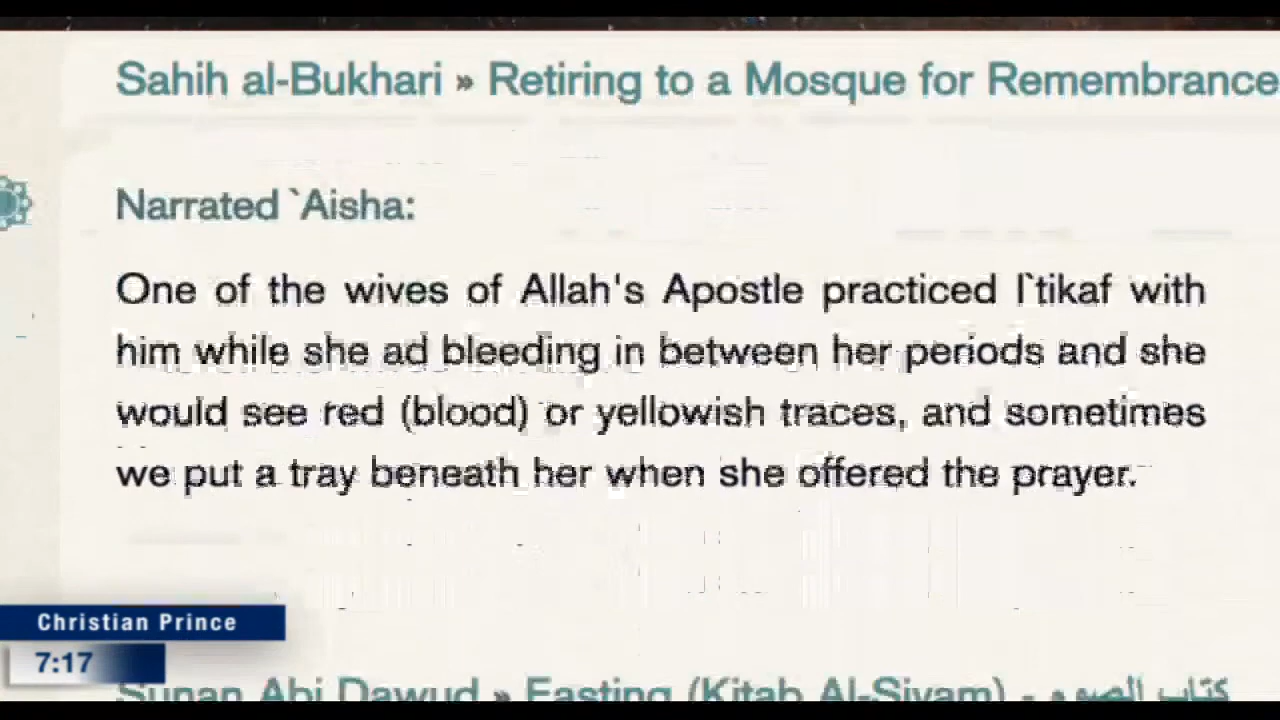 Sahih al-Bukhari » Retiring to a Mosque for Remembrance
Narrated `Aisha:
One of the wives of Allah's Apostle practiced I`tikaf with
him while she ad bleeding in between her periods and she
would see red (blood) or yellowish traces, and sometimes
we put a tray beneath her when she offered the prayer.
Christian Prince
7:17
Sunan Abi Dawud » Fasting (Kitab Al-Siyam) - كتاب الصوم